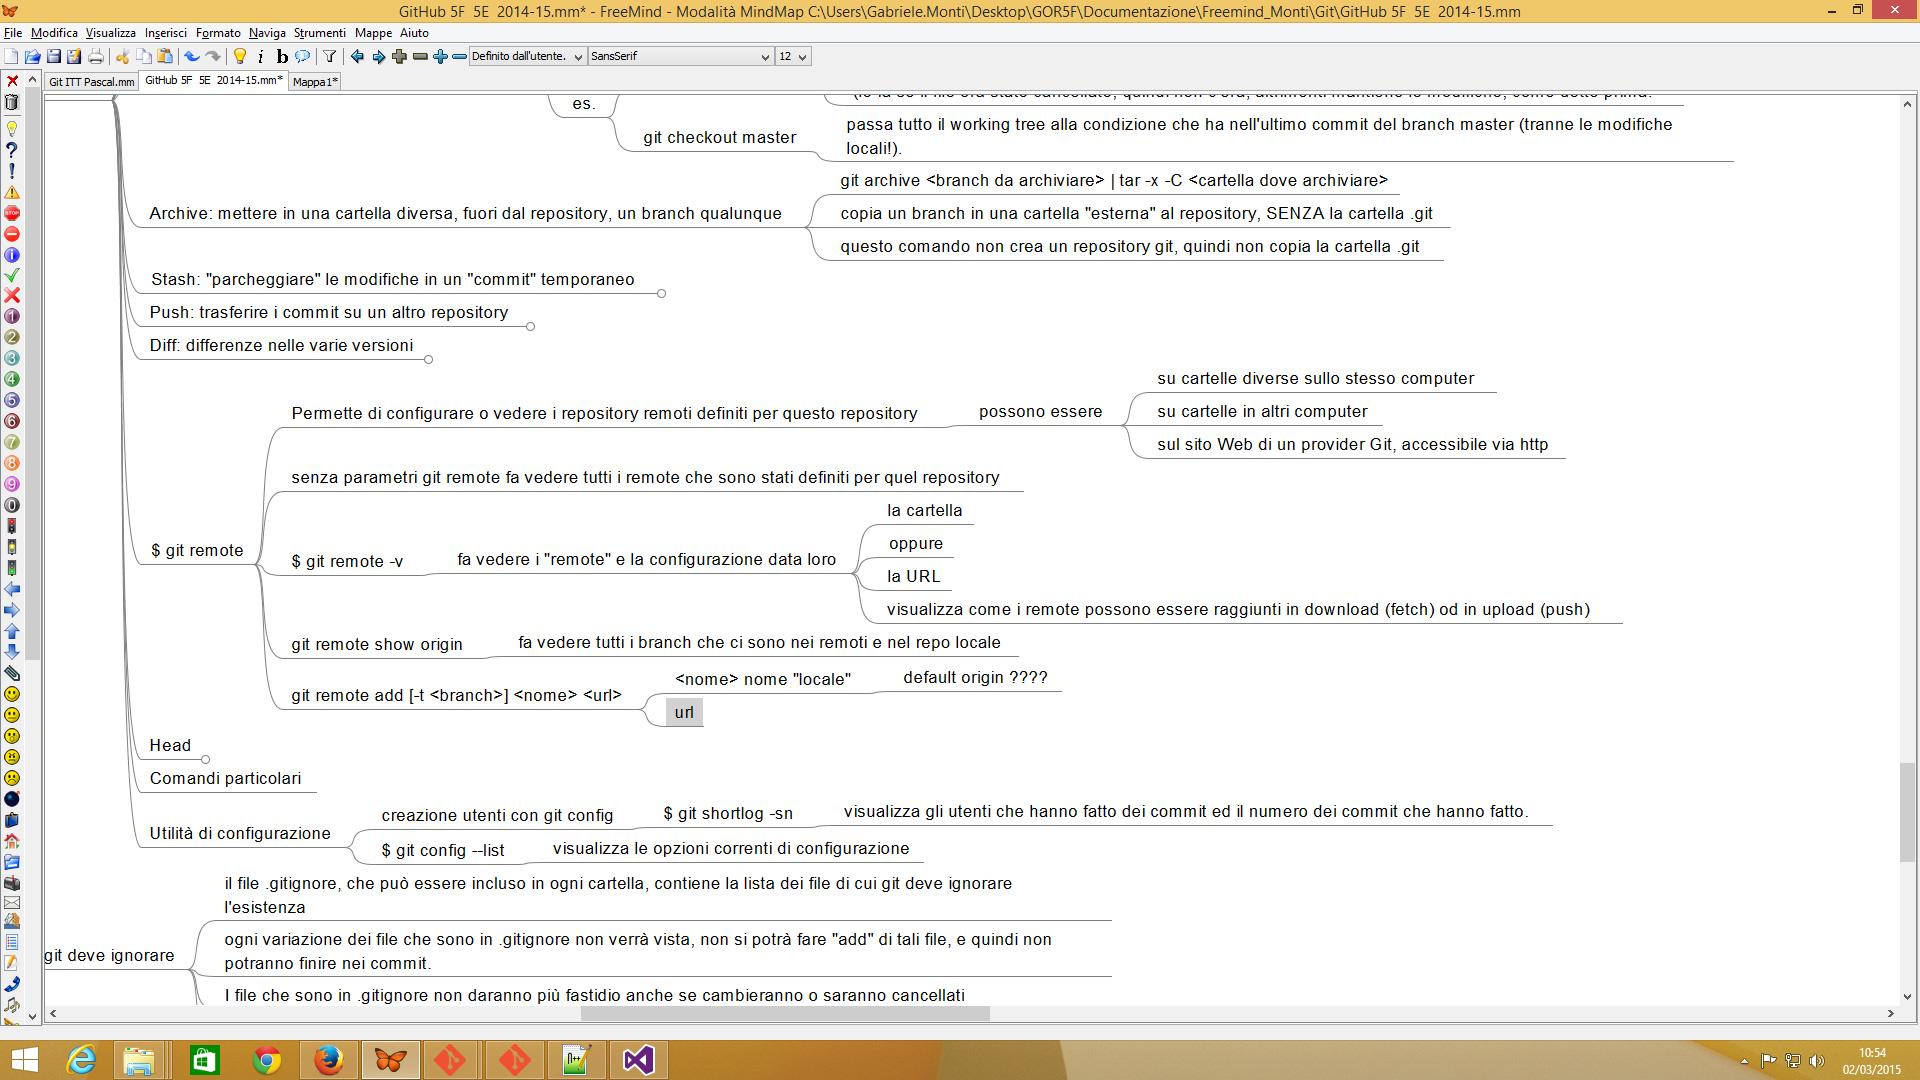 GitHub 5F  5E  2014-15.mm* - FreeMind - Modalità MindMap C:\Users\Gabriele.Monti\Desktop\GOR5F\Documentazione\Freemind_Monti\Git\GitHub 5F  5E  2014-15.mm
File Modifica Visualizza Inserisci Formato Naviga Strumenti Mappe Aiuto
Definito dall'utente. SansSerif 12
Git ITT Pascal.mm GitHub 5F  5E  2014-15.mm* Mappa1*
es.
git checkout master
passa tutto il working tree alla condizione che ha nell'ultimo commit del branch master (tranne le modifiche
locali!).
Archive: mettere in una cartella diversa, fuori dal repository, un branch qualunque
git archive <branch da archiviare> | tar -x -C <cartella dove archiviare>
copia un branch in una cartella "esterna" al repository, SENZA la cartella .git
questo comando non crea un repository git, quindi non copia la cartella .git
Stash: "parcheggiare" le modifiche in un "commit" temporaneo
Push: trasferire i commit su un altro repository
Diff: differenze nelle varie versioni
$ git remote
Permette di configurare o vedere i repository remoti definiti per questo repository
possono essere
su cartelle diverse sullo stesso computer
su cartelle in altri computer
sul sito Web di un provider Git, accessibile via http
senza parametri git remote fa vedere tutti i remote che sono stati definiti per quel repository
$ git remote -v
fa vedere i "remote" e la configurazione data loro
la cartella
oppure
la URL
visualizza come i remote possono essere raggiunti in download (fetch) od in upload (push)
git remote show origin
fa vedere tutti i branch che ci sono nei remoti e nel repo locale
git remote add [-t <branch>] <nome> <url>
<nome> nome "locale"
default origin ????
url
Head
Comandi particolari
Utilità di configurazione
creazione utenti con git config
$ git shortlog -sn
visualizza gli utenti che hanno fatto dei commit ed il numero dei commit che hanno fatto.
$ git config --list
visualizza le opzioni correnti di configurazione
git deve ignorare
il file .gitignore, che può essere incluso in ogni cartella, contiene la lista dei file di cui git deve ignorare
l'esistenza
ogni variazione dei file che sono in .gitignore non verrà vista, non si potrà fare "add" di tali file, e quindi non
potranno finire nei commit.
I file che sono in .gitignore non daranno più fastidio anche se cambieranno o saranno cancellati
10:54
02/03/2015